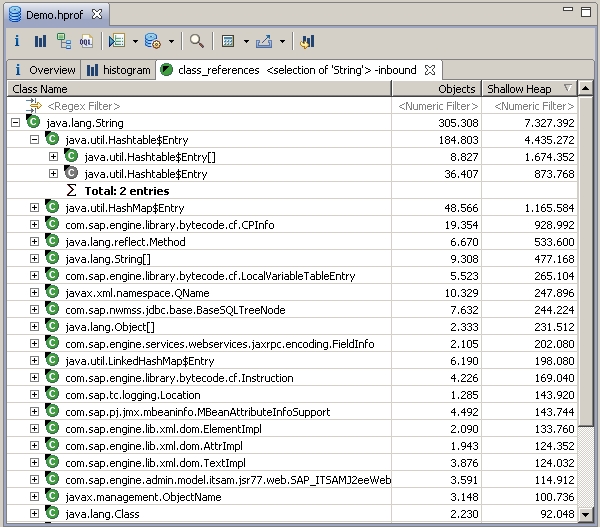 Demo.hprof
i OQL
i Overview histogram class_references <selection of 'String'> -inbound
Class Name Objects Shallow Heap
<Regex Filter> <Numeric Filter> <Numeric Filter>
java.lang.String 305.308 7.327.392
java.util.Hashtable$Entry 184.803 4.435.272
java.util.Hashtable$Entry[] 8.827 1.674.352
java.util.Hashtable$Entry 36.407 873.768
Σ Total: 2 entries
java.util.HashMap$Entry 48.566 1.165.584
com.sap.engine.library.bytecode.cf.CPInfo 19.354 928.992
java.lang.reflect.Method 6.670 533.600
java.lang.String[] 9.308 477.168
com.sap.engine.library.bytecode.cf.LocalVariableTableEntry 5.523 265.104
javax.xml.namespace.QName 10.329 247.896
com.sap.nwmss.jdbc.base.BaseSQLTreeNode 7.632 244.224
java.lang.Object[] 2.333 231.512
com.sap.engine.services.webservices.jaxrpc.encoding.FieldInfo 2.105 202.080
java.util.LinkedHashMap$Entry 6.190 198.080
com.sap.engine.library.bytecode.cf.Instruction 4.226 169.040
com.sap.tc.logging.Location 1.285 143.920
com.sap.pj.jmx.mbeaninfo.MBeanAttributeInfoSupport 4.492 143.744
com.sap.engine.lib.xml.dom.ElementImpl 2.090 133.760
com.sap.engine.lib.xml.dom.AttrImpl 1.943 124.352
com.sap.engine.lib.xml.dom.TextImpl 3.876 124.032
com.sap.engine.admin.model.itsam.jsr77.web.SAP_ITSAMJ2eeWeb 3.591 114.912
javax.management.ObjectName 3.148 100.736
java.lang.Class 2.230 92.048